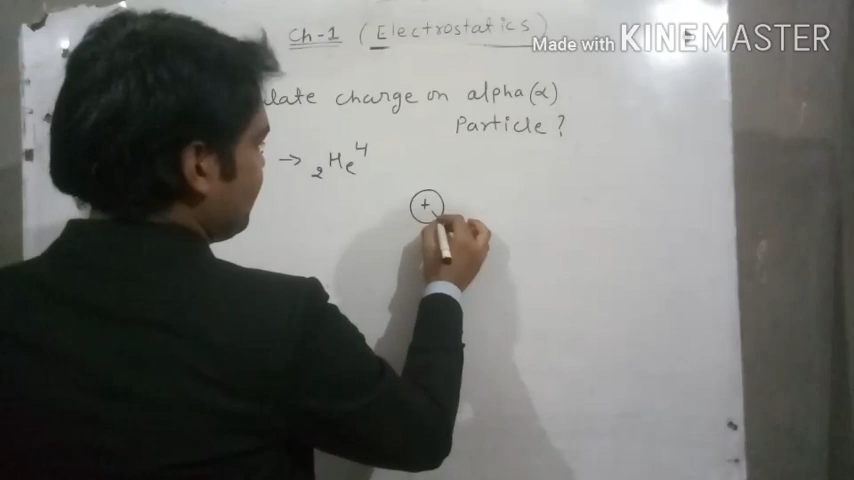 Ch-1 (Electrostatics)
Made with KINEMASTER
late charge on alpha (α)
Particle ?
→ ₂He⁴
+